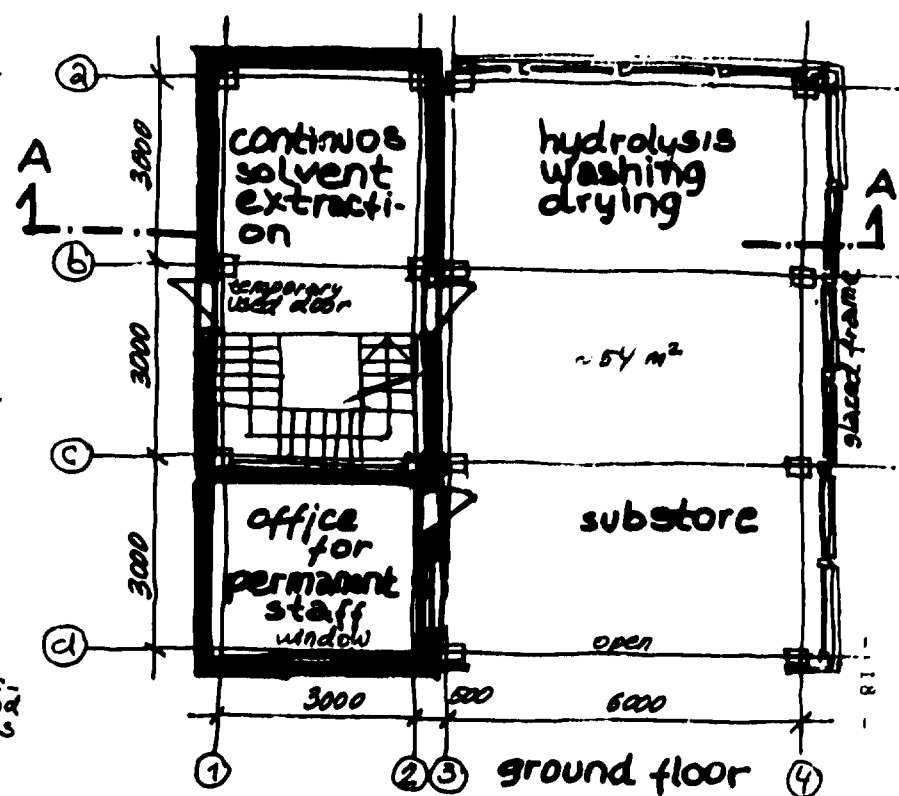 a
3000
A
1
continuos
solvent
extracti-
on
hydrolysis
washing
drying
A
1
b
temporary
used door
3000
~ 54 m²
glazed frame
c
office
for
permanent
staff
window
substore
3000
d
open
3000
500
6000
1
2
3
4
ground floor